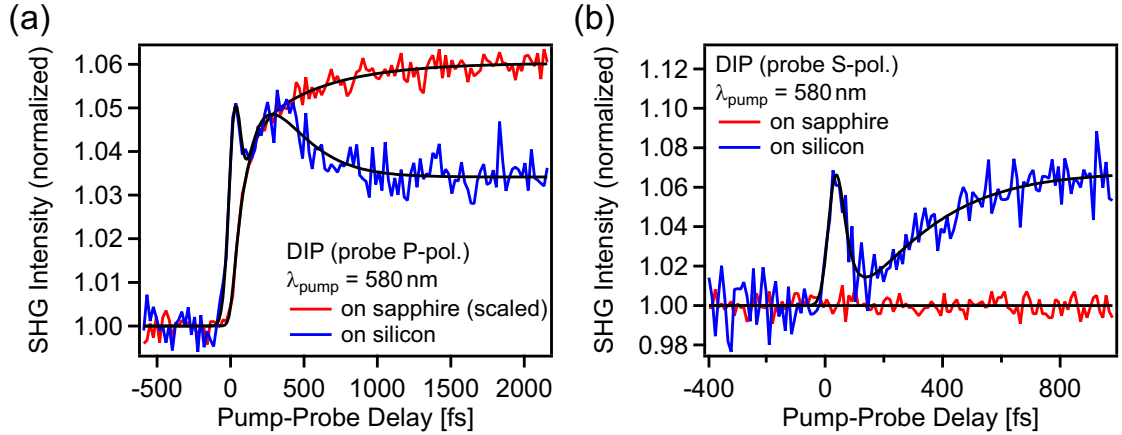 (a)
SHG Intensity (normalized)
1.06
1.05
1.04
1.03
1.02
1.01
1.00
DIP (probe P-pol.)
λpump = 580 nm
on sapphire (scaled)
on silicon
-500 0 500 1000 1500 2000
Pump-Probe Delay [fs]
(b)
SHG Intensity (normalized)
1.12
1.10
1.08
1.06
1.04
1.02
1.00
0.98
DIP (probe S-pol.)
λpump = 580 nm
on sapphire
on silicon
-400 0 400 800
Pump-Probe Delay [fs]